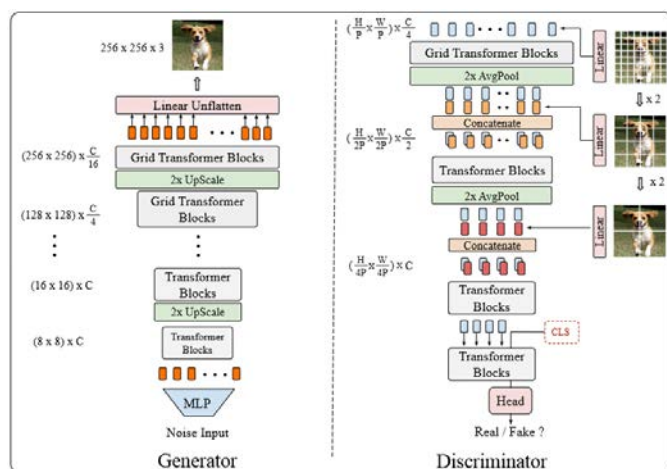 256 x 256 x 3
Linear Unflatten
(256 x 256) x C/16
Grid Transformer Blocks
2x UpScale
(128 x 128) x C/4
Grid Transformer
Blocks
(16 x 16) x C
Transformer
Blocks
2x UpScale
(8 x 8) x C
Transformer
Blocks
MLP
Noise Input
Generator
(H/P x W/P) x C/4
Linear
Grid Transformer Blocks
2x AvgPool
x 2
Concatenate
(H/2P x W/2P) x C/2
Linear
Transformer Blocks
2x AvgPool
x 2
Linear
Concatenate
(H/4P x W/4P) x C
Transformer
Blocks
CLS
Transformer
Blocks
Head
Real / Fake ?
Discriminator